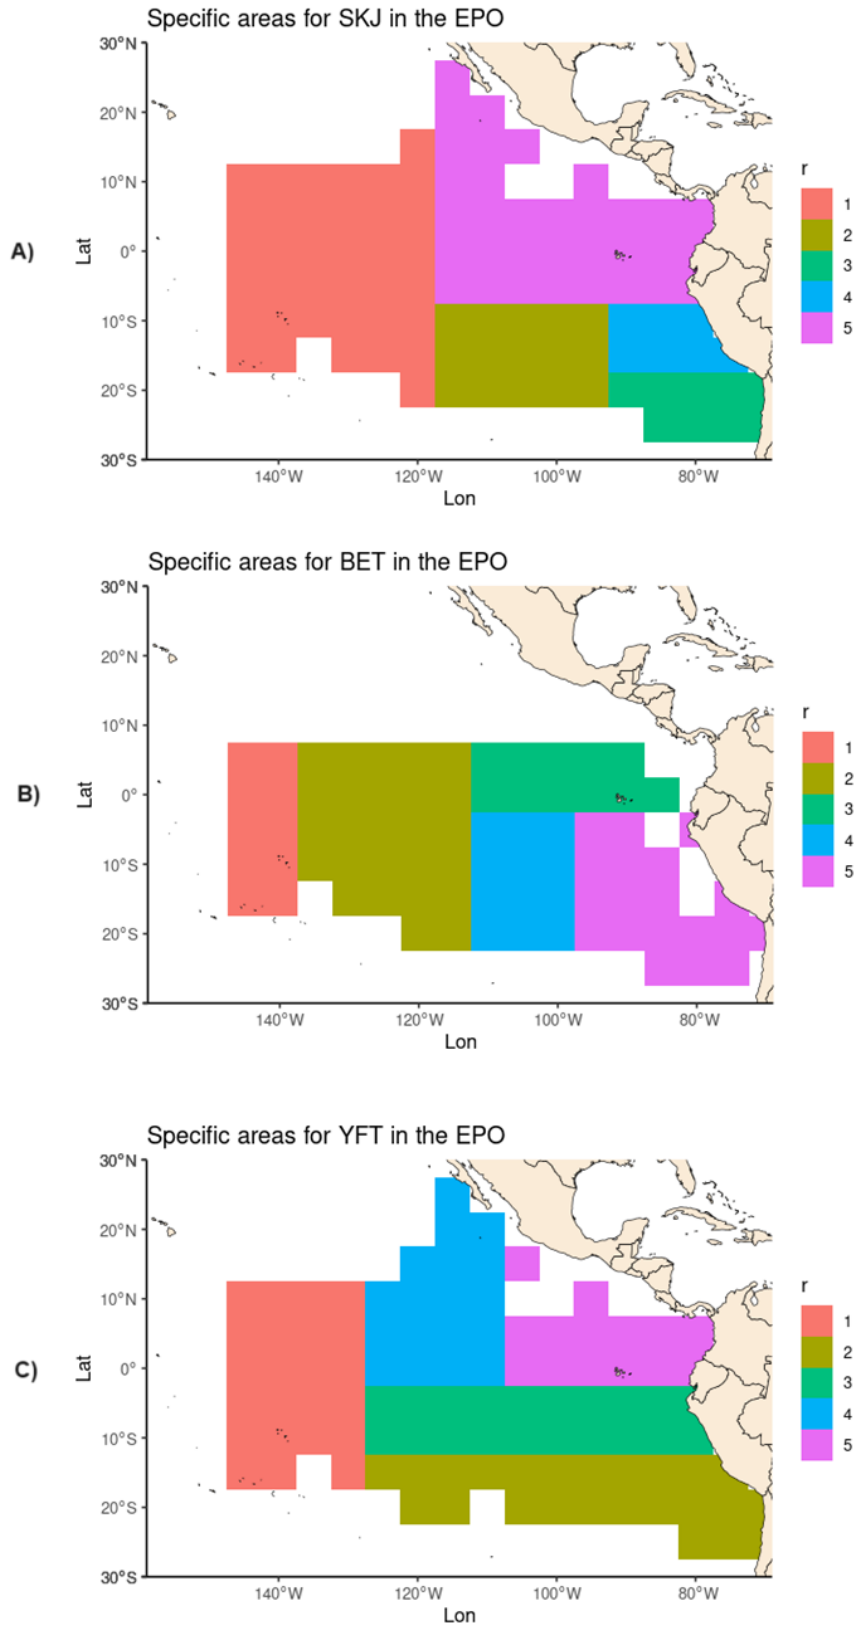 Specific areas for SKJ in the EPO
30°N
20°N
10°N
0°
10°S
20°S
30°S
Lat
A)
140°W 120°W 100°W 80°W
Lon
r
1
2
3
4
5
Specific areas for BET in the EPO
30°N
20°N
10°N
0°
10°S
20°S
30°S
Lat
B)
140°W 120°W 100°W 80°W
Lon
r
1
2
3
4
5
Specific areas for YFT in the EPO
30°N
20°N
10°N
0°
10°S
20°S
30°S
Lat
C)
140°W 120°W 100°W 80°W
Lon
r
1
2
3
4
5